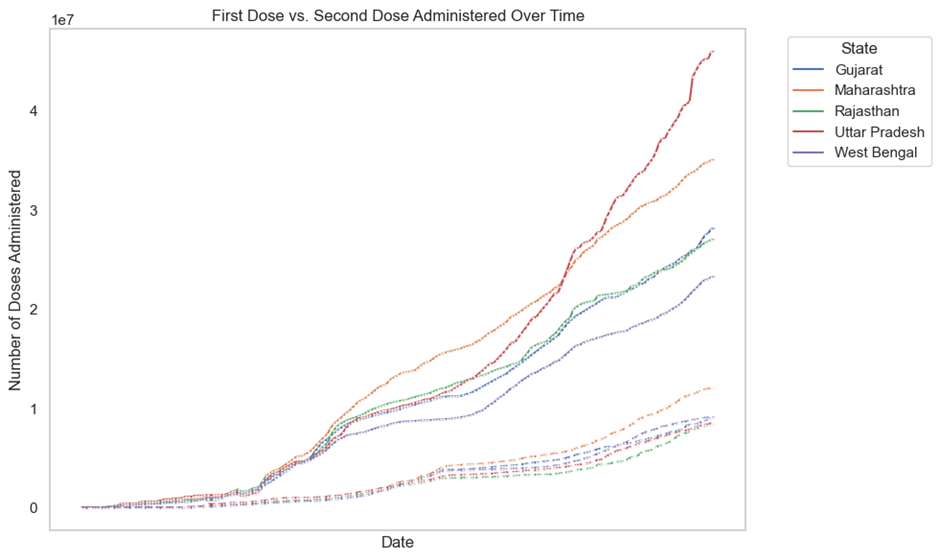 First Dose vs. Second Dose Administered Over Time
1e7
Number of Doses Administered
4
3
2
1
0
Date
State
Gujarat
Maharashtra
Rajasthan
Uttar Pradesh
West Bengal